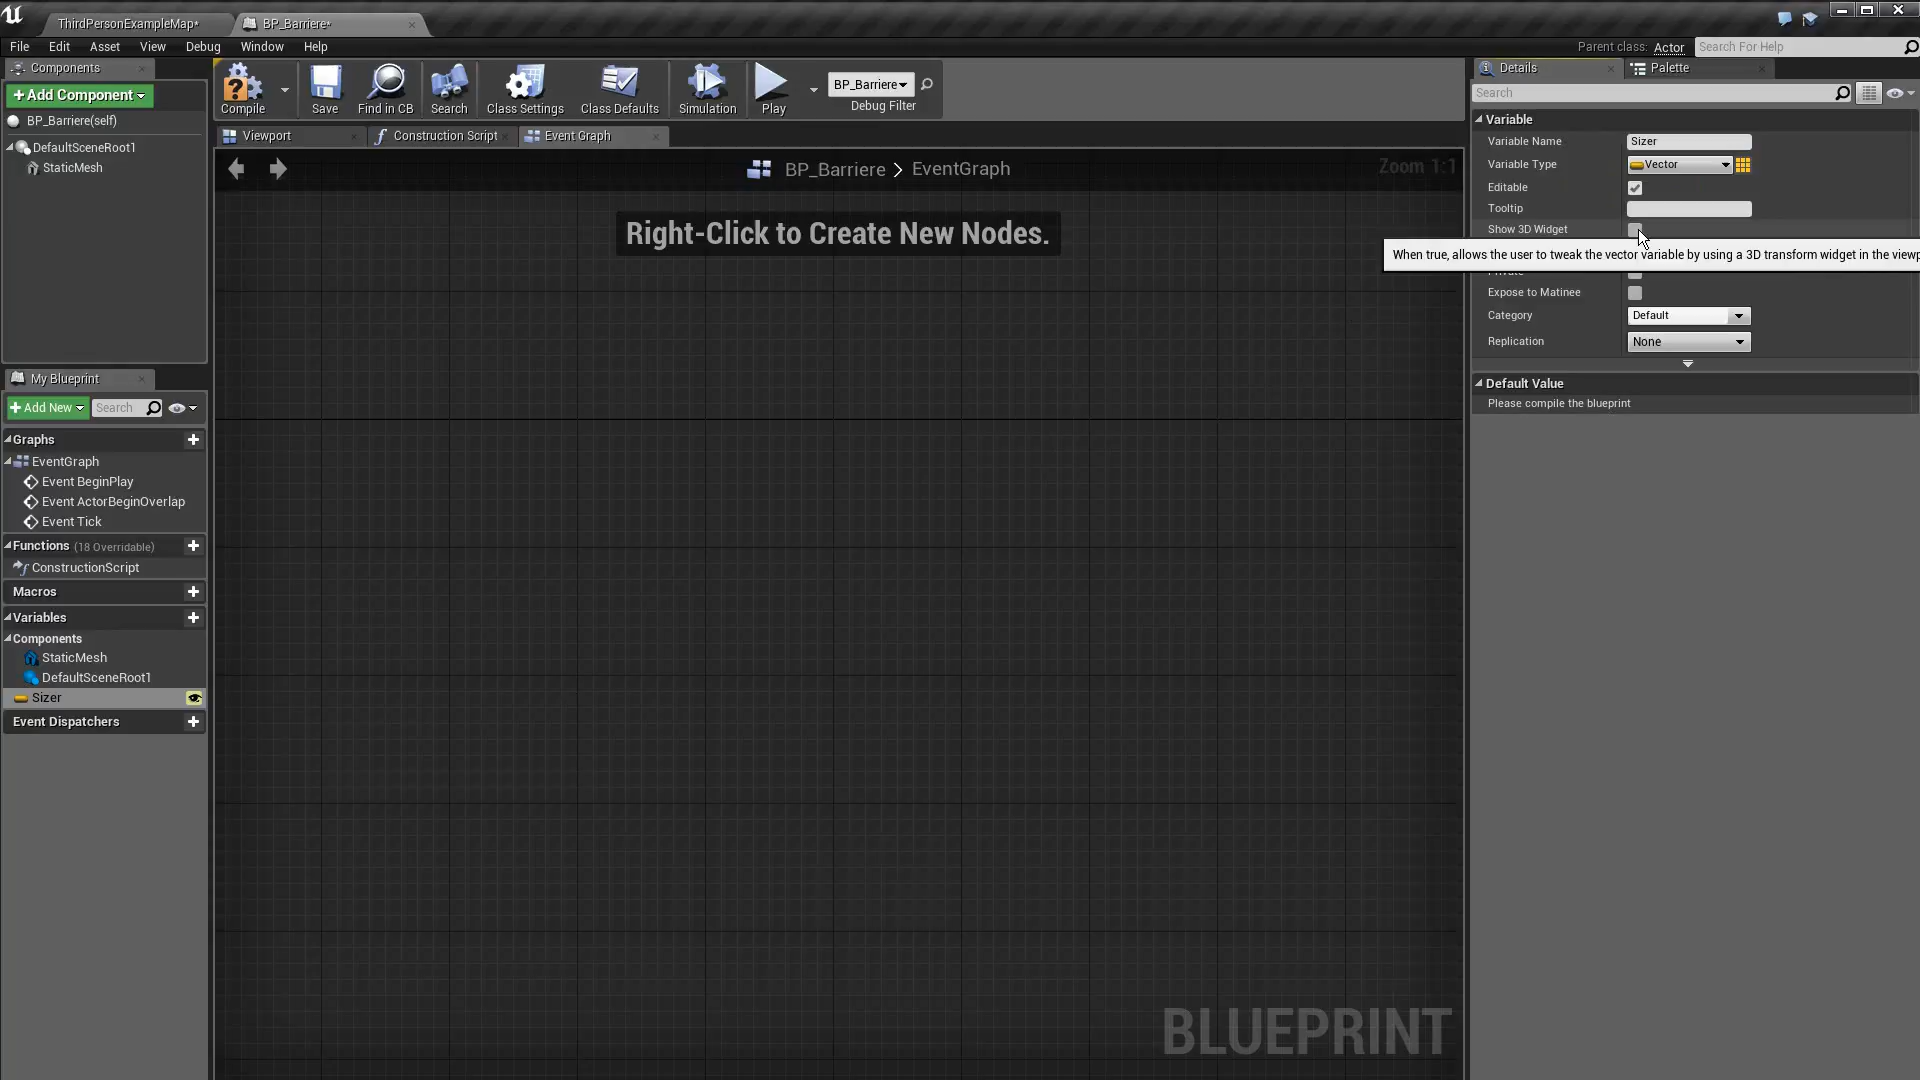 ThirdPersonExampleMap*
BP_Barriere*
File Edit Asset View Debug Window Help
Parent class: Actor
Search For Help
Components
+ Add Component
BP_Barriere(self)
DefaultSceneRoot1
StaticMesh
Compile
Save
Find in CB
Search
Class Settings
Class Defaults
Simulation
Play
BP_Barriere
Debug Filter
Viewport
Construction Script
Event Graph
BP_Barriere > EventGraph
Zoom 1:1
Right-Click to Create New Nodes.
BLUEPRINT
My Blueprint
+ Add New
Search
Graphs
EventGraph
Event BeginPlay
Event ActorBeginOverlap
Event Tick
Functions (18 Overridable)
ConstructionScript
Macros
Variables
Components
StaticMesh
DefaultSceneRoot1
Sizer
Event Dispatchers
Details
Palette
Search
Variable
Variable Name Sizer
Variable Type Vector
Editable
Tooltip
Show 3D Widget
When true, allows the user to tweak the vector variable by using a 3D transform widget in the
Expose to Matinee
Category Default
Replication None
Default Value
Please compile the blueprint